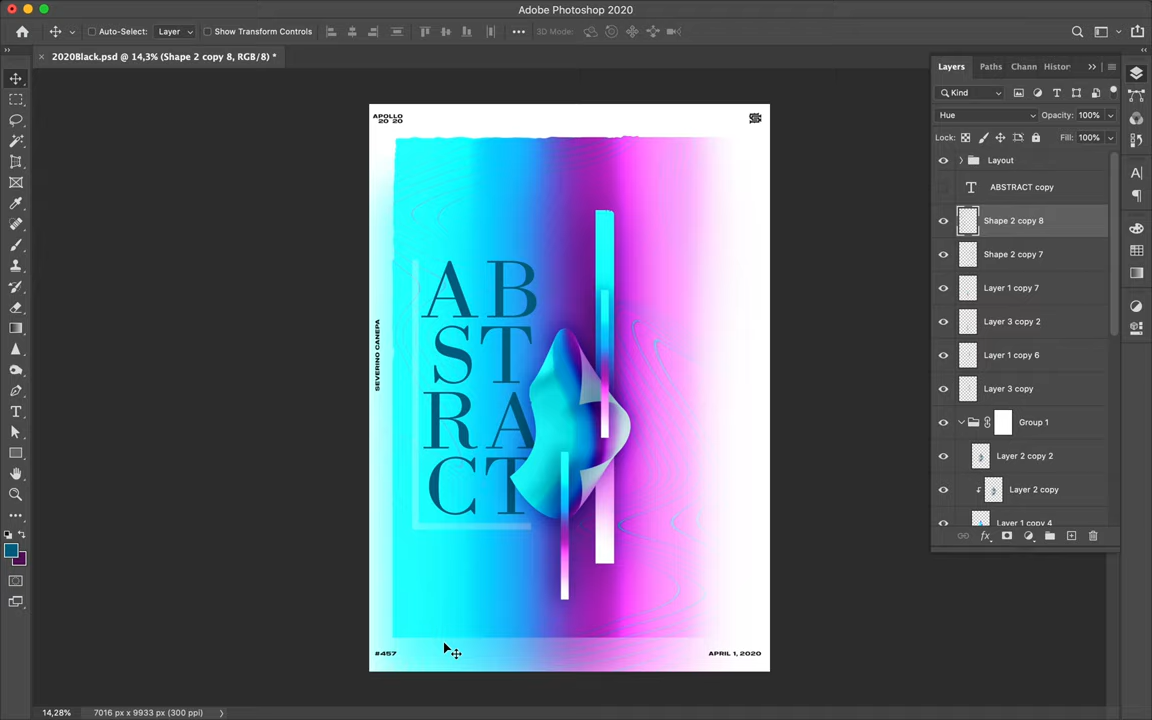 Adobe Photoshop 2020
Auto-Select: Layer Show Transform Controls 3D Mode:
2020Black.psd @ 14,3% (Shape 2 copy 8, RGB/8) *
Layers Paths Chann Histor
Kind
Hue Opacity: 100%
Lock: Fill: 100%
Layout
T ABSTRACT copy
Shape 2 copy 8
Shape 2 copy 7
Layer 1 copy 7
Layer 3 copy 2
Layer 1 copy 6
Layer 3 copy
Group 1
Layer 2 copy 2
Layer 2 copy
Layer 1 copy 4
fx
APOLLO
20 20
AB
ST
RA
CT
SEVERINO CANEPA
#457
APRIL 1, 2020
14,28% 7016 px x 9933 px (300 ppi)